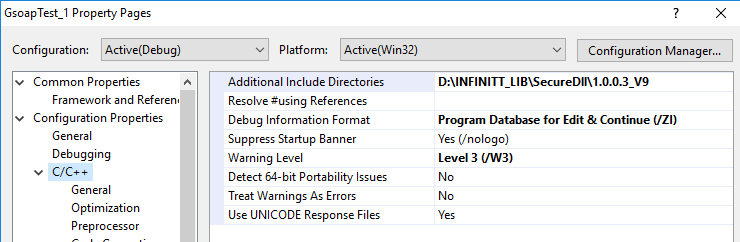 GsoapTest_1 Property Pages ? ×
Configuration: Active(Debug) Platform: Active(Win32) Configuration Manager...
Common Properties
Framework and Referenc
Configuration Properties
General
Debugging
C/C++
General
Optimization
Preprocessor
Additional Include Directories D:\INFINITT_LIB\SecureDll\1.0.0.3_V9
Resolve #using References
Debug Information Format Program Database for Edit & Continue (/ZI)
Suppress Startup Banner Yes (/nologo)
Warning Level Level 3 (/W3)
Detect 64-bit Portability Issues No
Treat Warnings As Errors No
Use UNICODE Response Files Yes